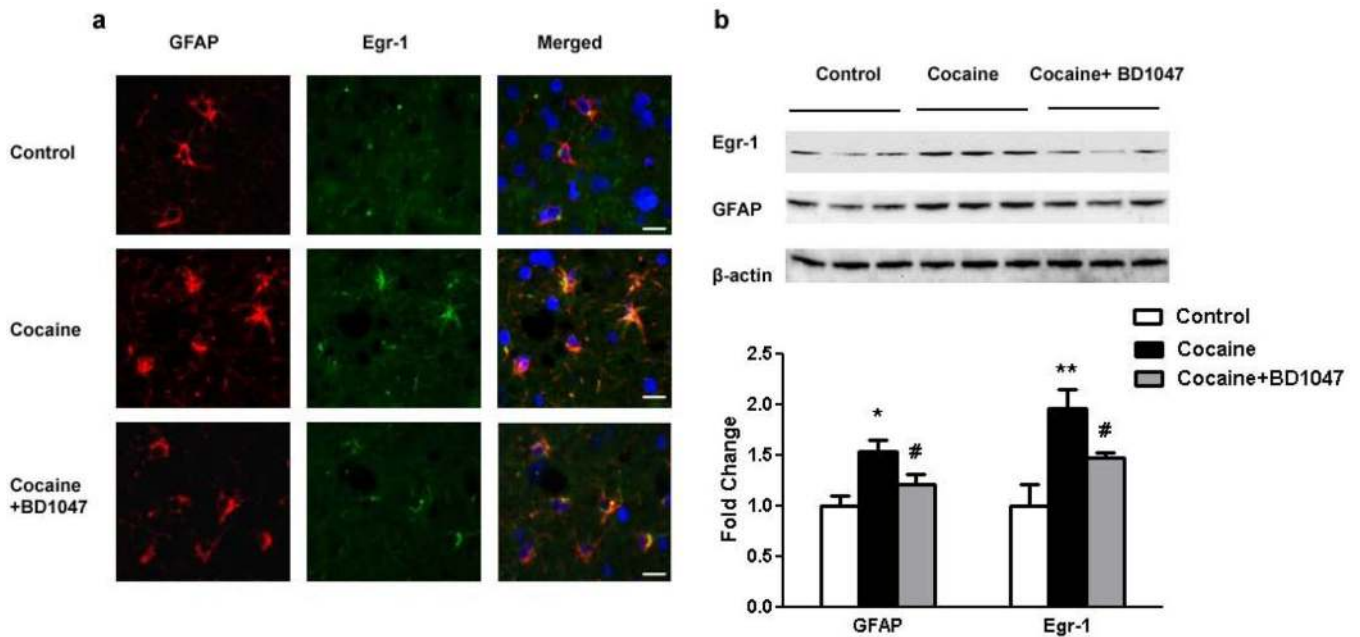 a
GFAP Egr-1 Merged
Control
Cocaine
Cocaine
+BD1047
b
Control Cocaine Cocaine+ BD1047
Egr-1
GFAP
β-actin
Control
Cocaine
Cocaine+BD1047
Fold Change
2.5
2.0
1.5
1.0
0.5
0.0
* #
** #
GFAP Egr-1